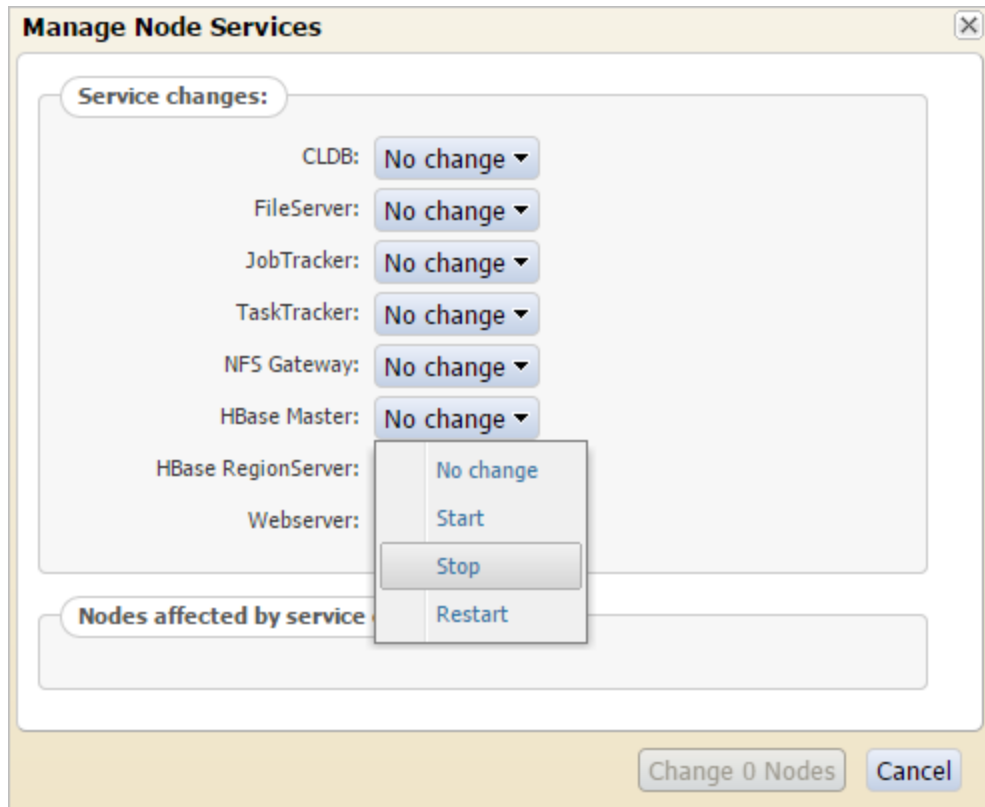 Manage Node Services
Service changes:
CLDB: No change
FileServer: No change
JobTracker: No change
TaskTracker: No change
NFS Gateway: No change
HBase Master: No change
HBase RegionServer:
No change
Webserver:
Start
Stop
Restart
Nodes affected by service
Change 0 Nodes Cancel